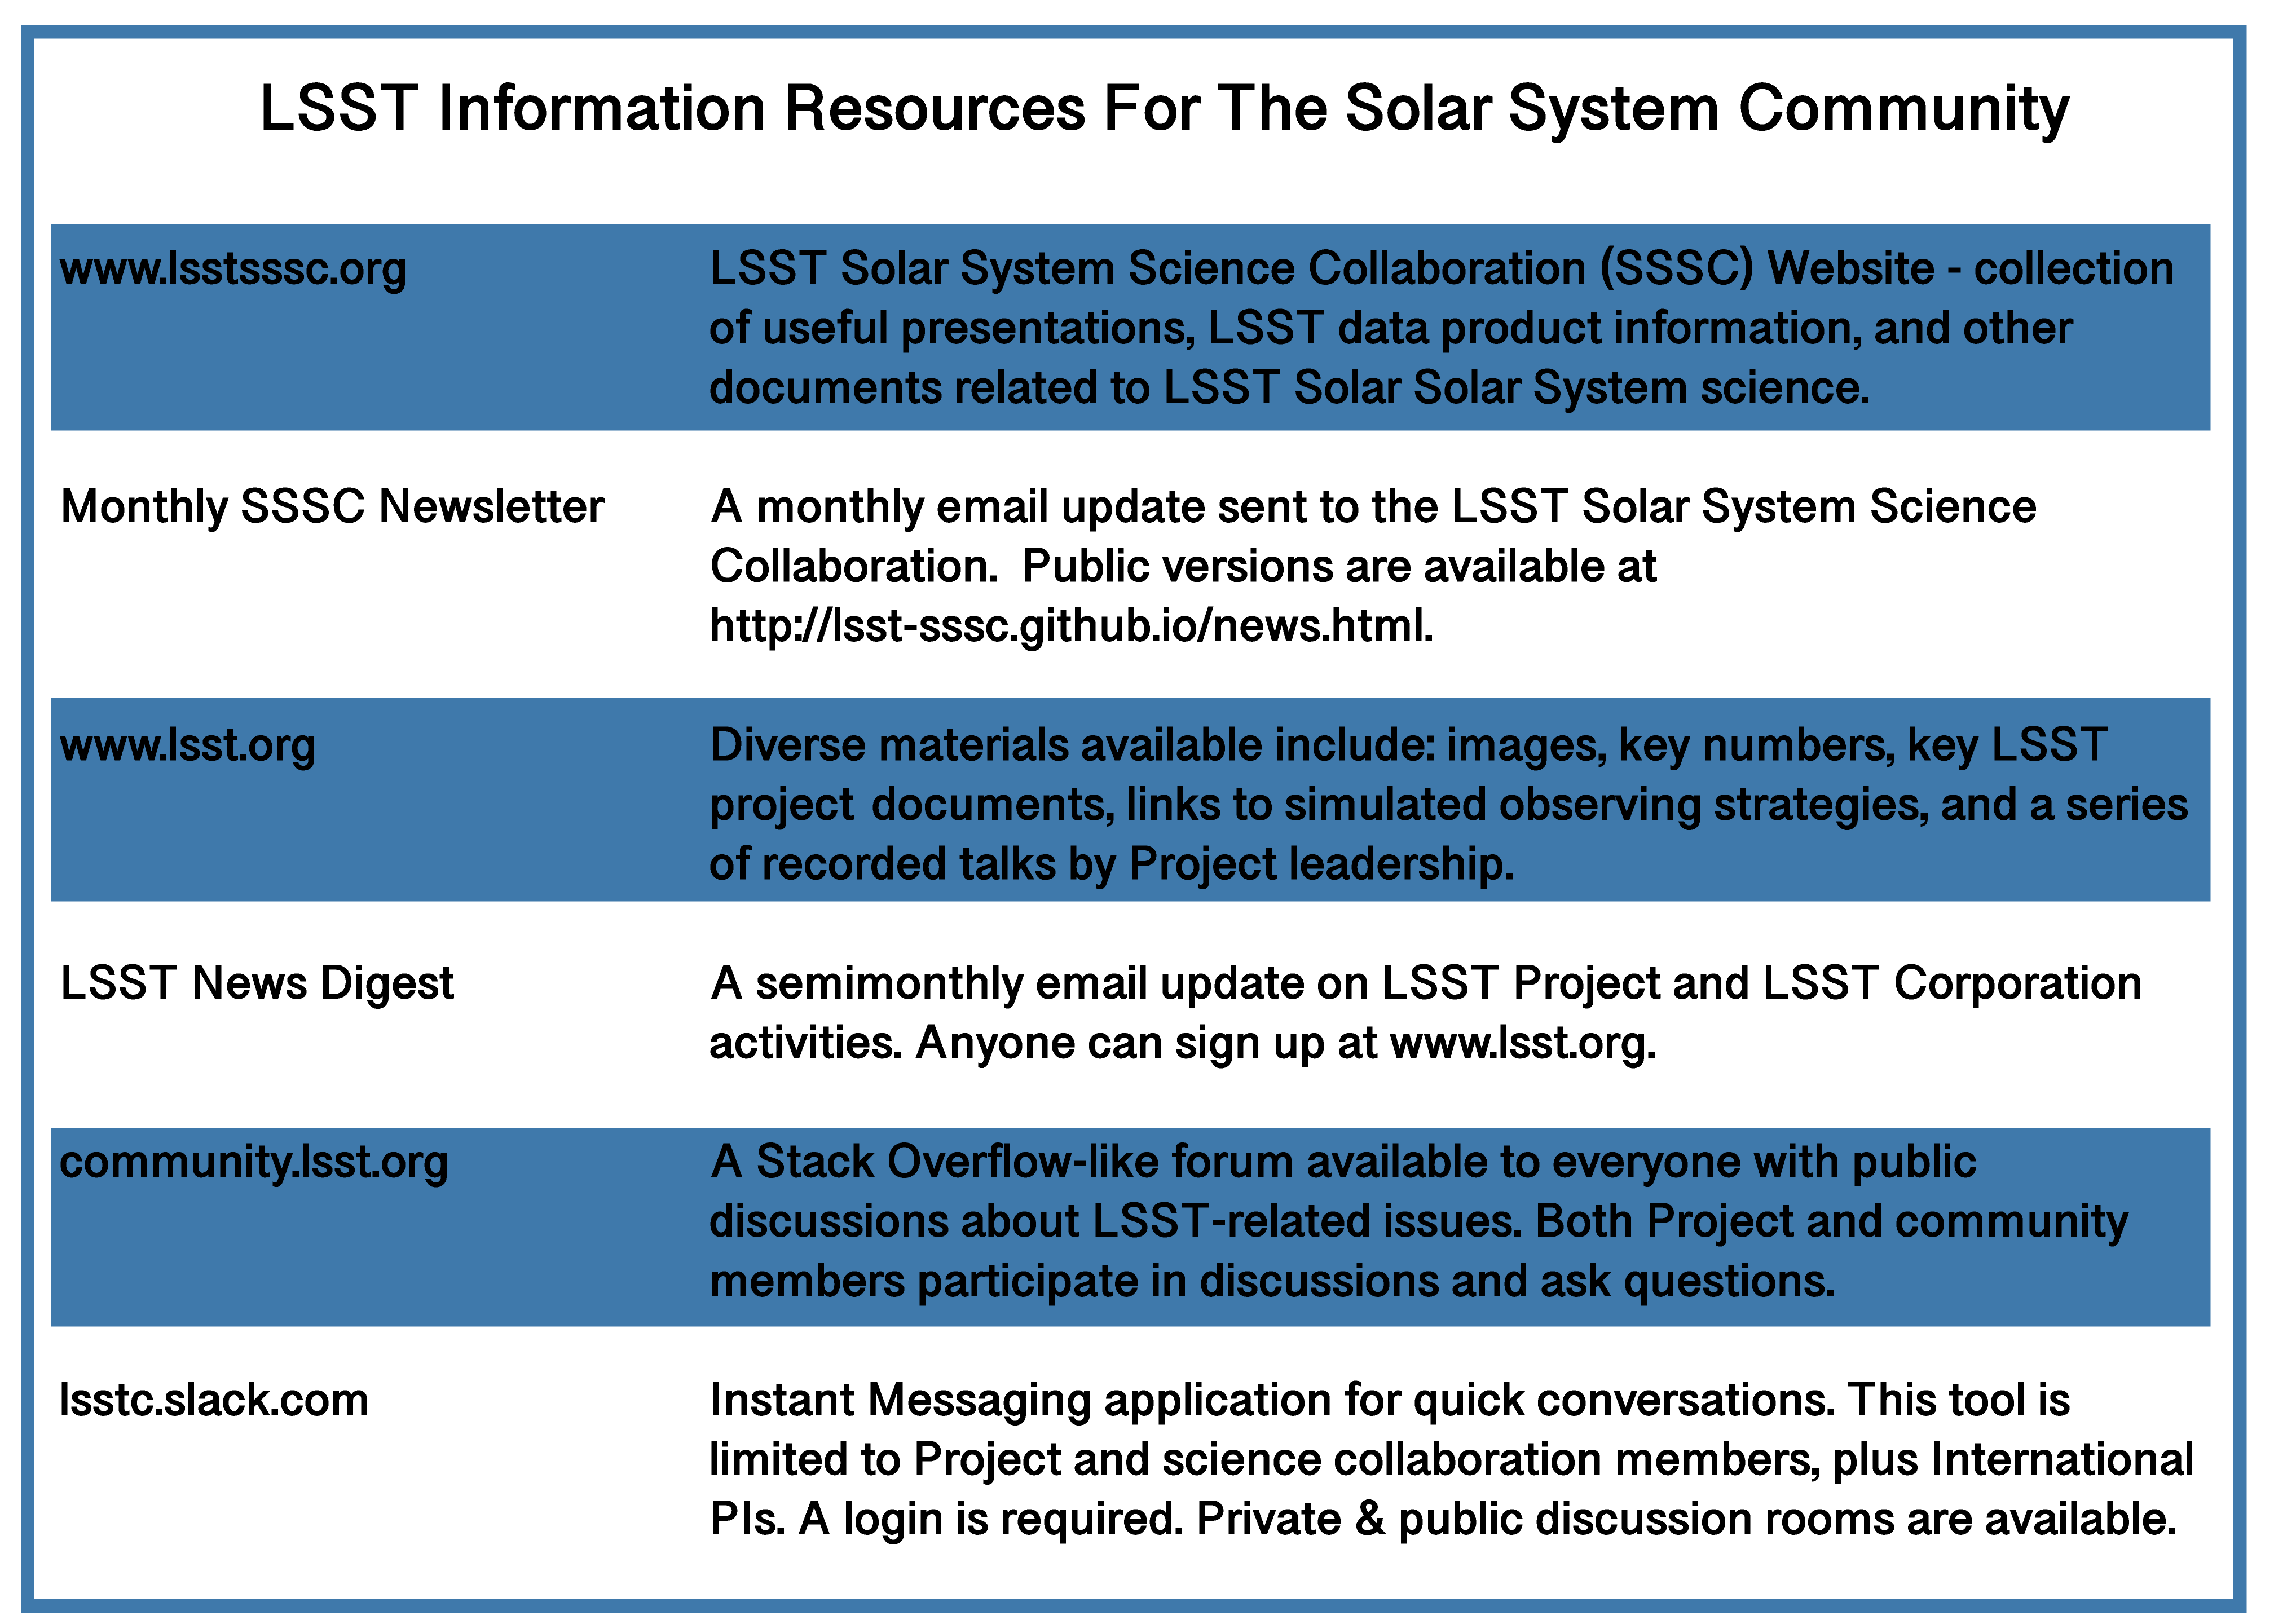 LSST Information Resources For The Solar System Community
www.lsstsssc.org
LSST Solar System Science Collaboration (SSSC) Website - collection
of useful presentations, LSST data product information, and other
documents related to LSST Solar Solar System science.
Monthly SSSC Newsletter
A monthly email update sent to the LSST Solar System Science
Collaboration.  Public versions are available at
http://lsst-sssc.github.io/news.html.
www.lsst.org
Diverse materials available include: images, key numbers, key LSST
project documents, links to simulated observing strategies, and a series
of recorded talks by Project leadership.
LSST News Digest
A semimonthly email update on LSST Project and LSST Corporation
activities. Anyone can sign up at www.lsst.org.
community.lsst.org
A Stack Overflow-like forum available to everyone with public
discussions about LSST-related issues. Both Project and community
members participate in discussions and ask questions.
lsstc.slack.com
Instant Messaging application for quick conversations. This tool is
limited to Project and science collaboration members, plus International
PIs. A login is required. Private & public discussion rooms are available.